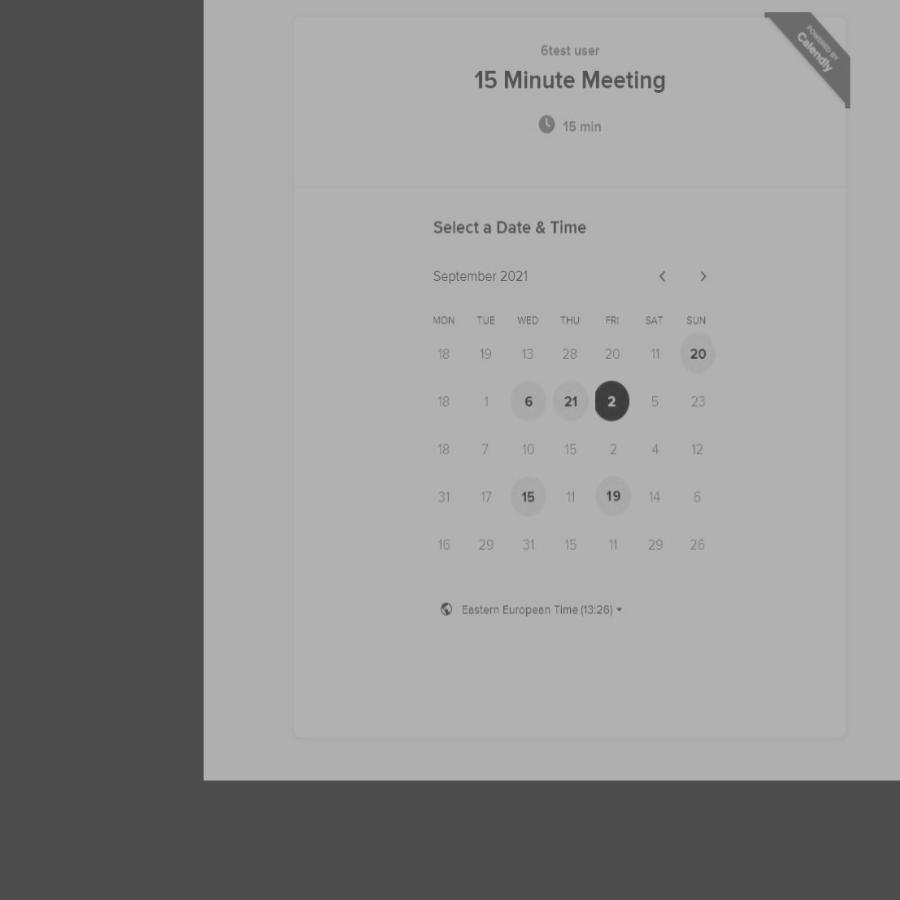 POWERED BY
Calendly
6test user
15 Minute Meeting
15 min
Select a Date & Time
September 2021
MON TUE WED THU FRI SAT SUN
18 19 13 28 20 11 20
18 1 6 21 2 5 23
18 7 10 15 2 4 12
31 17 15 11 19 14 6
16 29 31 15 11 29 26
Eastern European Time (13:26)